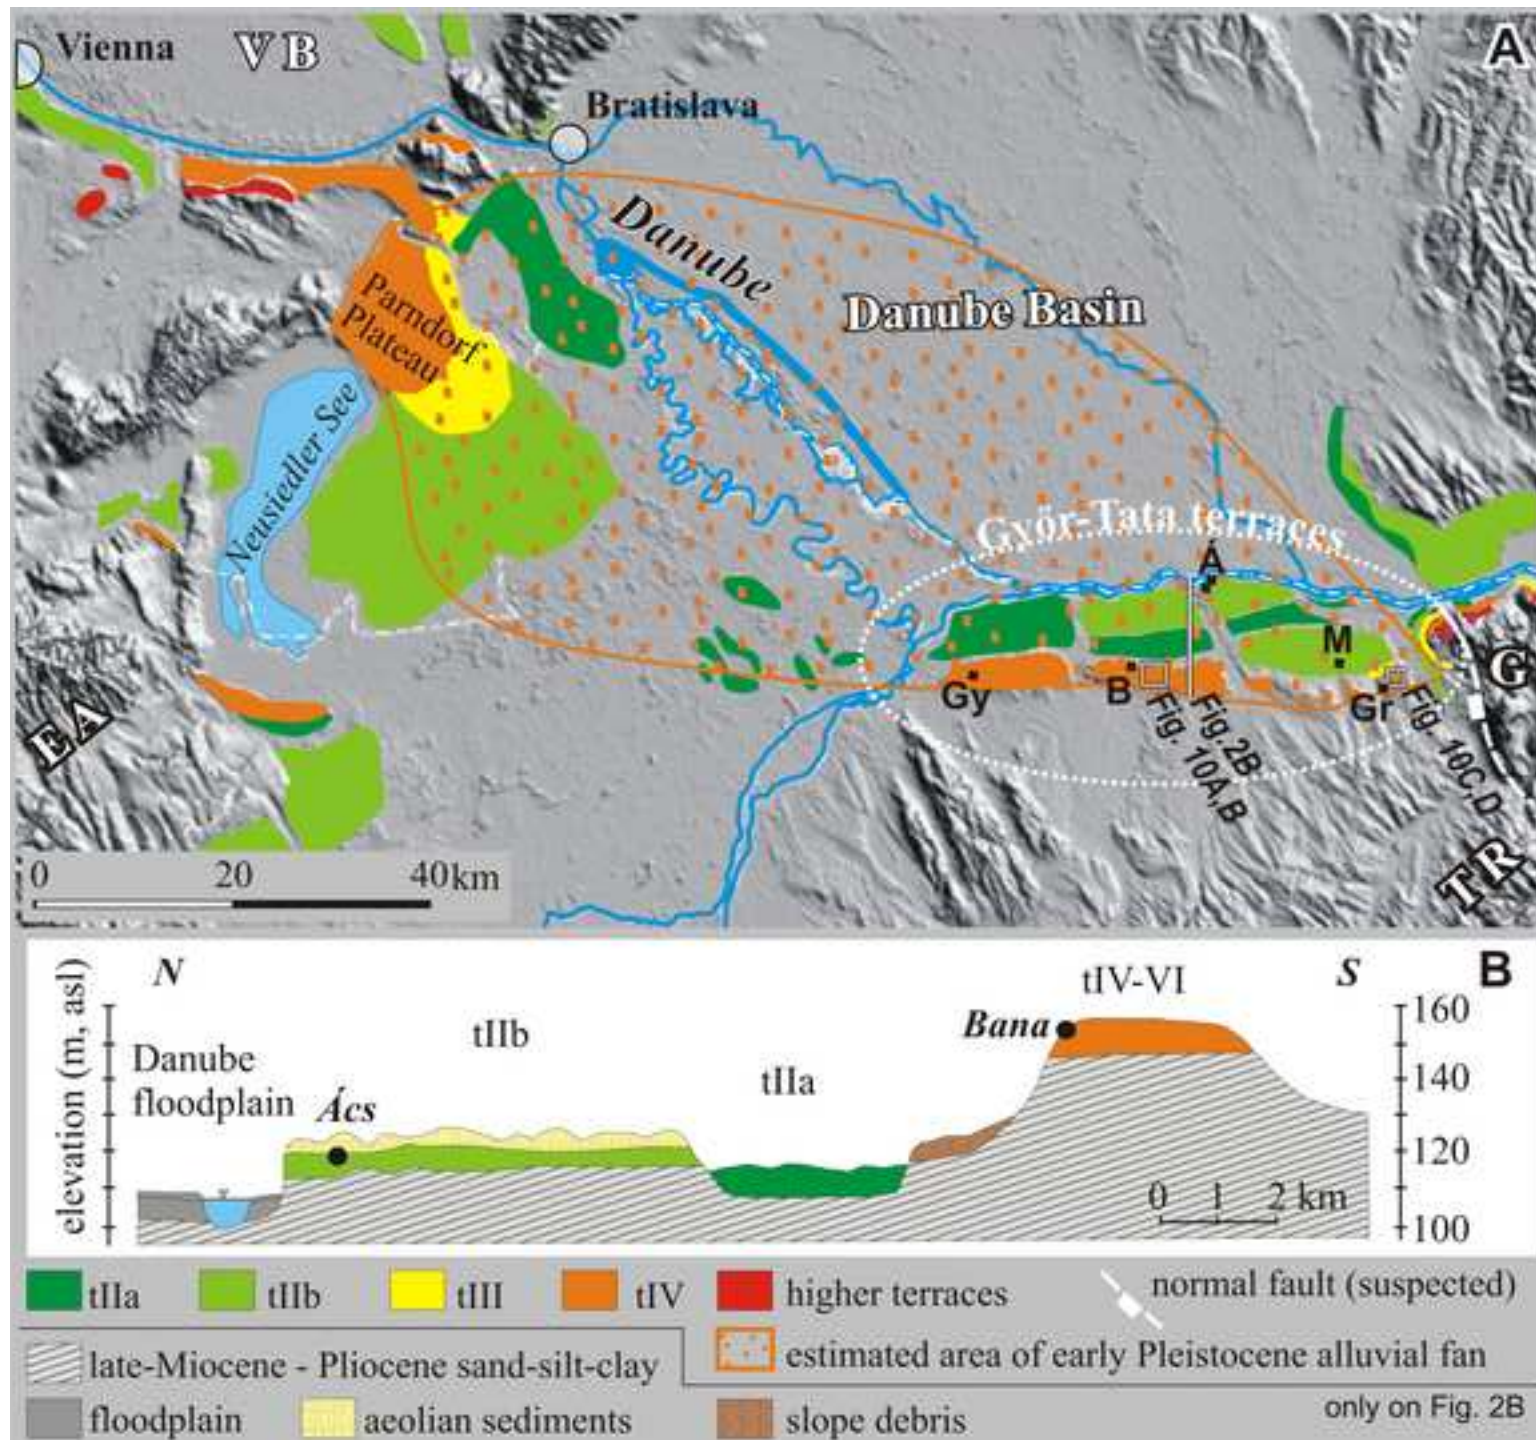 Vienna
VB
A
Bratislava
Danube
Danube Basin
Parndorf
Plateau
Neusiedler See
Györ-Tata terraces
Á
M
Gy
B
Gr
G
Fig. 2B
Fig. 10A,B
Fig. 10C,D
EA
TR
0 20 40km
N
tIV-VI
S
B
elevation (m, asl)
160
Bana
tIIb
Danube
floodplain
tIIa
140
Ács
120
0 1 2 km
100
tIIa
tIIb
tIII
tIV
higher terraces
normal fault (suspected)
late-Miocene - Pliocene sand-silt-clay
estimated area of early Pleistocene alluvial fan
floodplain
aeolian sediments
slope debris
only on Fig. 2B